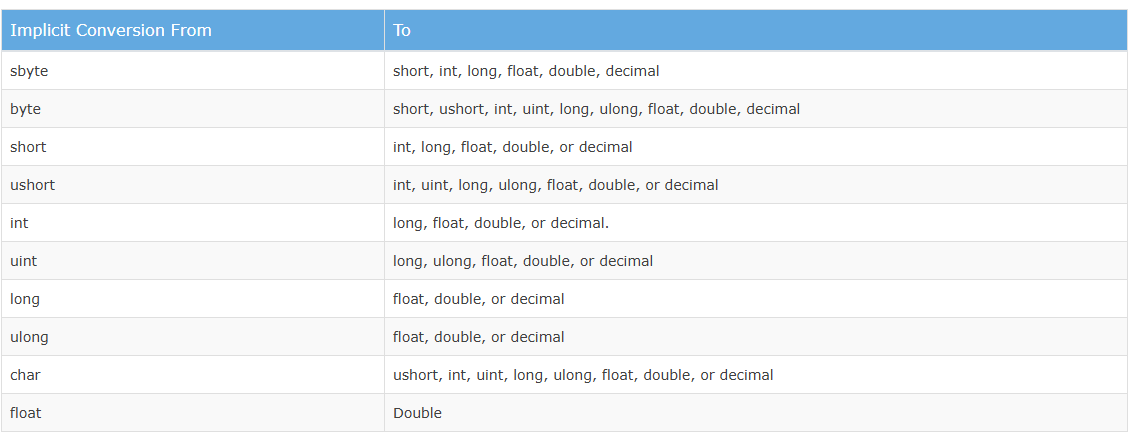 Implicit Conversion From To
sbyte short, int, long, float, double, decimal
byte short, ushort, int, uint, long, ulong, float, double, decimal
short int, long, float, double, or decimal
ushort int, uint, long, ulong, float, double, or decimal
int long, float, double, or decimal.
uint long, ulong, float, double, or decimal
long float, double, or decimal
ulong float, double, or decimal
char ushort, int, uint, long, ulong, float, double, or decimal
float Double